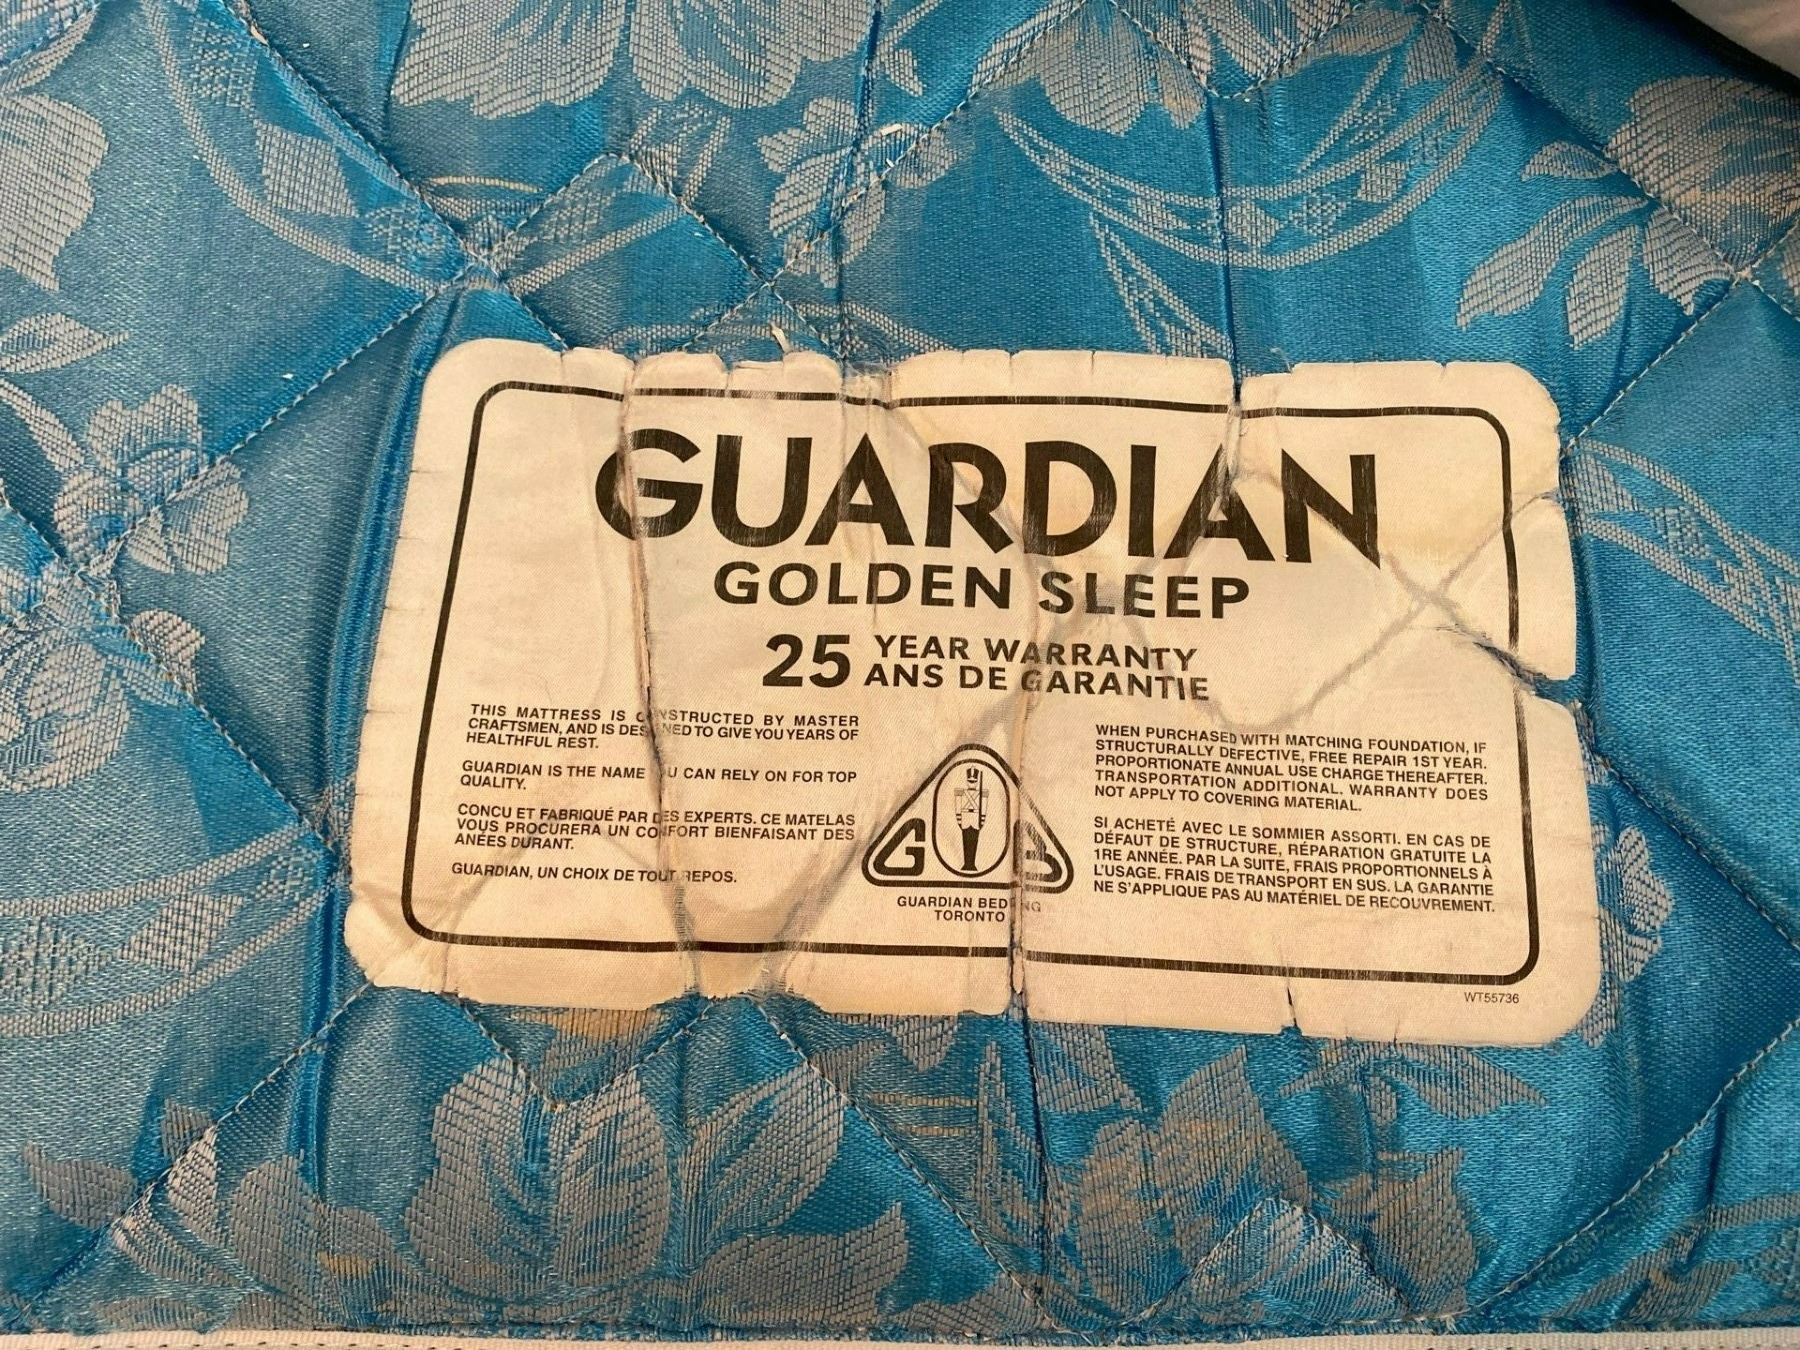 GUARDIAN
GOLDEN SLEEP
25 YEAR WARRANTY
ANS DE GARANTIE
THIS MATTRESS IS CONSTRUCTED BY MASTER
CRAFTSMEN, AND IS DESIGNED TO GIVE YOU YEARS OF
HEALTHFUL REST.
GUARDIAN IS THE NAME YOU CAN RELY ON FOR TOP
QUALITY.
CONCU ET FABRIQUÉ PAR DES EXPERTS. CE MATELAS
VOUS PROCURERA UN CONFORT BIENFAISANT DES
ANÉES DURANT.
GUARDIAN, UN CHOIX DE TOUT REPOS.
G B
GUARDIAN BEDDING
TORONTO
WHEN PURCHASED WITH MATCHING FOUNDATION, IF
STRUCTURALLY DEFECTIVE, FREE REPAIR 1ST YEAR.
PROPORTIONATE ANNUAL USE CHARGE THEREAFTER.
TRANSPORTATION ADDITIONAL. WARRANTY DOES
NOT APPLY TO COVERING MATERIAL.
SI ACHETÉ AVEC LE SOMMIER ASSORTI. EN CAS DE
DÉFAUT DE STRUCTURE, RÉPARATION GRATUITE LA
1RE ANNÉE. PAR LA SUITE, FRAIS PROPORTIONNELS À
L'USAGE. FRAIS DE TRANSPORT EN SUS. LA GARANTIE
NE S'APPLIQUE PAS AU MATÉRIEL DE RECOUVREMENT.
WT55736